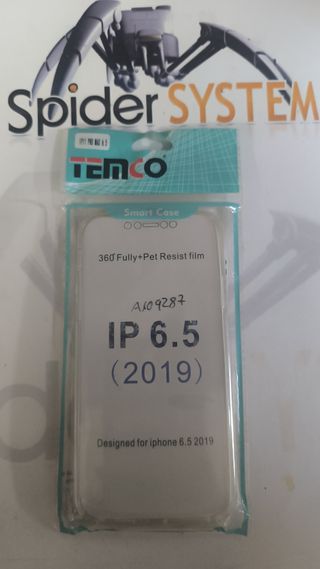 Spider SYSTEM
TEMCO
Smart Case
360°Fully+Pet Resist film
A109287
IP 6.5
(2019)
Designed for iphone 6.5 2019